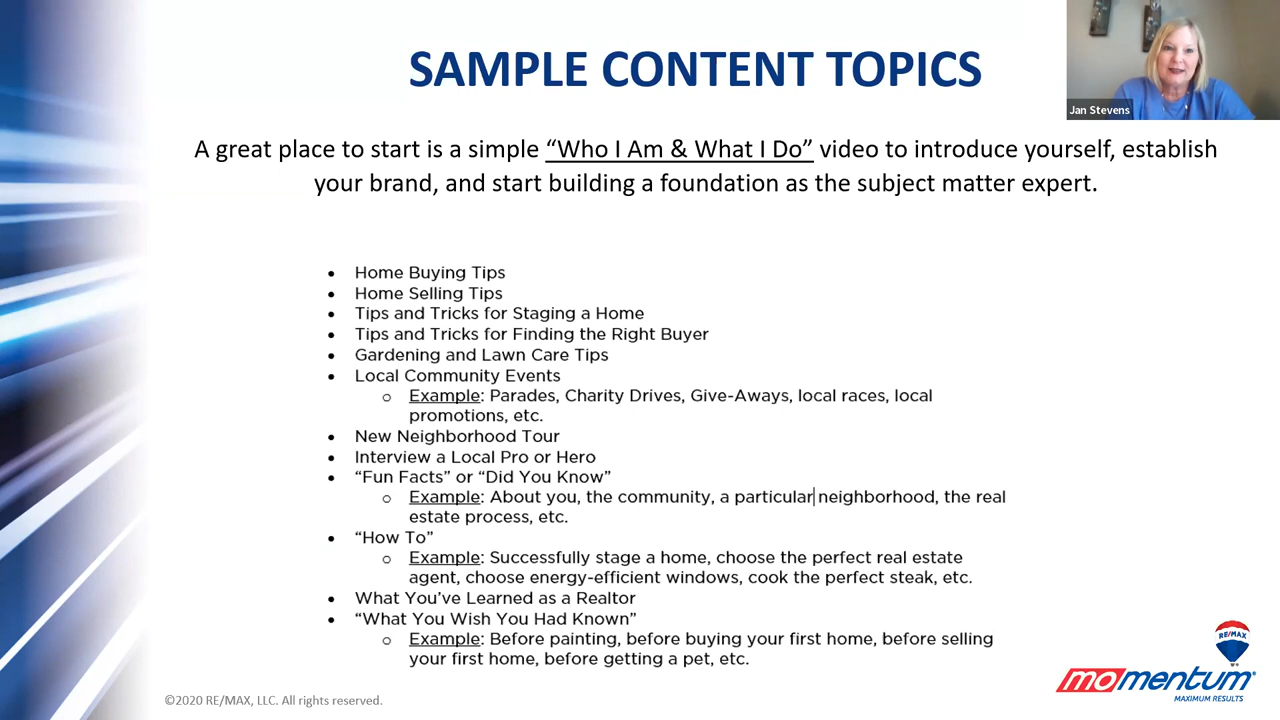 SAMPLE CONTENT TOPICS
Jan Stevens
A great place to start is a simple “Who I Am & What I Do” video to introduce yourself, establish
your brand, and start building a foundation as the subject matter expert.
• Home Buying Tips
• Home Selling Tips
• Tips and Tricks for Staging a Home
• Tips and Tricks for Finding the Right Buyer
• Gardening and Lawn Care Tips
• Local Community Events
o Example: Parades, Charity Drives, Give-Aways, local races, local
promotions, etc.
• New Neighborhood Tour
• Interview a Local Pro or Hero
• “Fun Facts” or “Did You Know”
o Example: About you, the community, a particular neighborhood, the real
estate process, etc.
• “How To”
o Example: Successfully stage a home, choose the perfect real estate
agent, choose energy-efficient windows, cook the perfect steak, etc.
• What You’ve Learned as a Realtor
• “What You Wish You Had Known”
o Example: Before painting, before buying your first home, before selling
your first home, before getting a pet, etc.
RE/MAX
momentum®
MAXIMUM RESULTS
©2020 RE/MAX, LLC. All rights reserved.